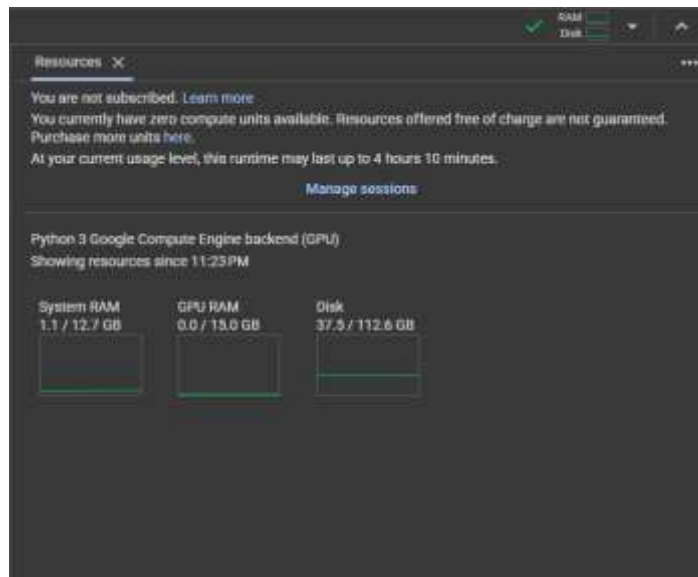 RAM
Disk
Resources
You are not subscribed. Learn more
You currently have zero compute units available. Resources offered free of charge are not guaranteed.
Purchase more units here.
At your current usage level, this runtime may last up to 4 hours 10 minutes.
Manage sessions
Python 3 Google Compute Engine backend (GPU)
Showing resources since 11:23 PM
System RAM
1.1 / 12.7 GB
GPU RAM
0.0 / 15.0 GB
Disk
37.5 / 112.6 GB